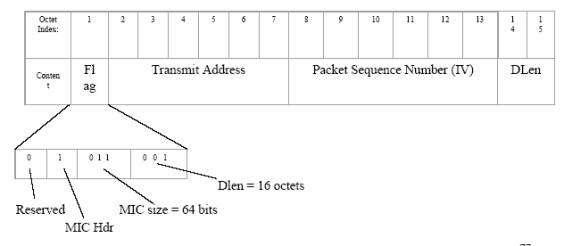 Octet Index: 1 2 3 4 5 6 7 8 9 10 11 12 13 1 4 1 5
Conten t Fl ag Transmit Address Packet Sequence Number (IV) DLen
0 1 0 1 1 0 0 1
Dlen = 16 octets
Reserved MIC size = 64 bits
MIC Hdr